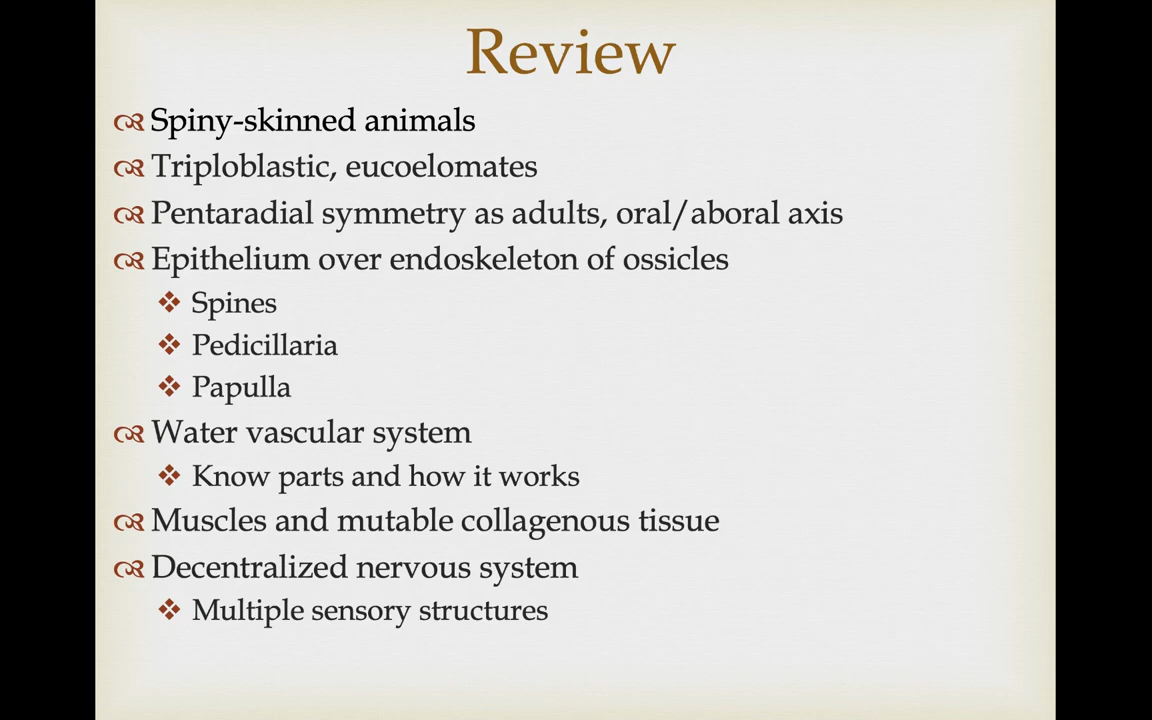 Review
Spiny-skinned animals
Triploblastic, eucoelomates
Pentaradial symmetry as adults, oral/aboral axis
Epithelium over endoskeleton of ossicles
Spines
Pedicillaria
Papulla
Water vascular system
Know parts and how it works
Muscles and mutable collagenous tissue
Decentralized nervous system
Multiple sensory structures